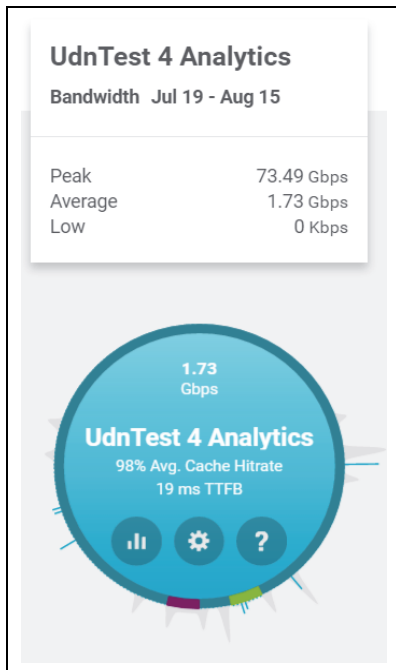 UdnTest 4 Analytics
Bandwidth Jul 19 - Aug 15
Peak 73.49 Gbps
Average 1.73 Gbps
Low 0 Kbps
1.73
Gbps
UdnTest 4 Analytics
98% Avg. Cache Hitrate
19 ms TTFB
?